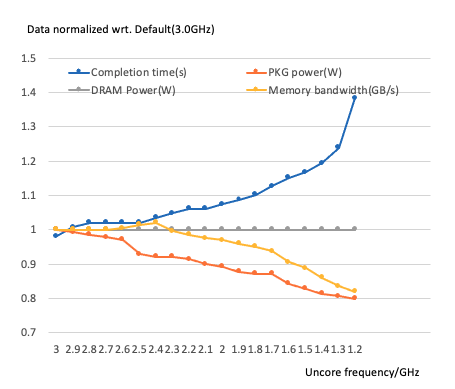 Data normalized wrt. Default(3.0GHz)
1.5
Completion time(s) PKG power(W)
1.4
DRAM Power(W) Memory bandwidth(GB/s)
1.3
1.2
1.1
1
0.9
0.8
0.7
3 2.9 2.8 2.7 2.6 2.5 2.4 2.3 2.2 2.1 2 1.9 1.8 1.7 1.6 1.5 1.4 1.3 1.2
Uncore frequency/GHz